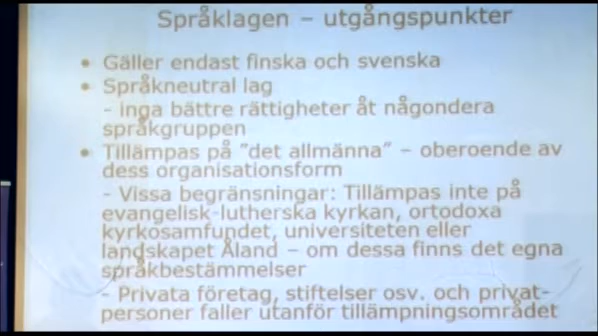 Språklagen – utgångspunkter
• Gäller endast finska och svenska
• Språkneutral lag
- inga bättre rättigheter åt någondera
språkgruppen
• Tillämpas på "det allmänna" – oberoende av
dess organisationsform
- Vissa begränsningar: Tillämpas inte på
evangelisk-lutherska kyrkan, ortodoxa
kyrkosamfundet, universiteten eller
landskapet Åland – om dessa finns det egna
språkbestämmelser
- Privata företag, stiftelser osv. och privat-
personer faller utanför tillämpningsområdet